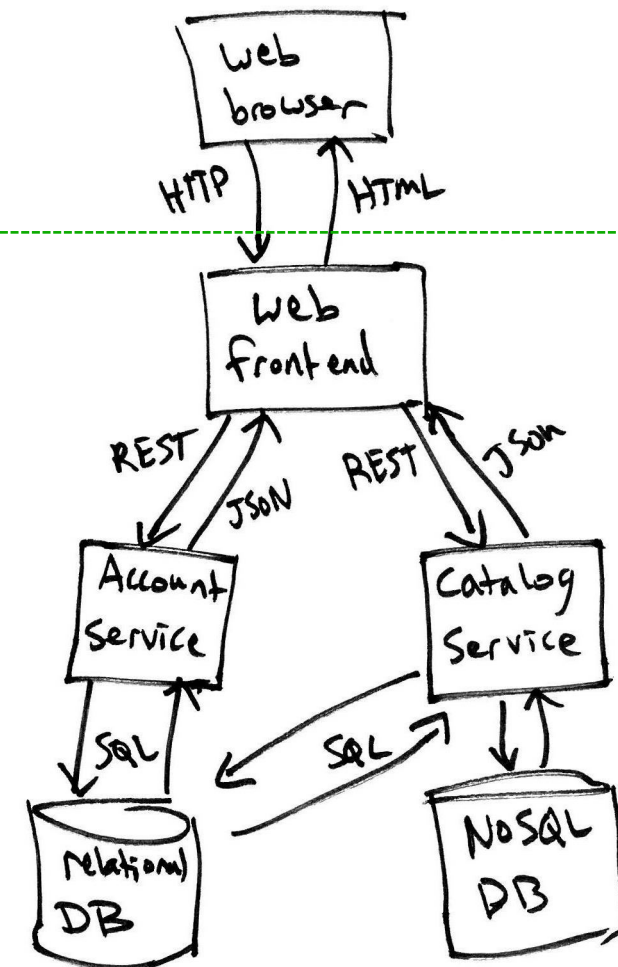 Web
browser
HTTP
HTML
Web
frontend
REST
JSON
REST
JSON
Account
Service
Catalog
Service
SQL
SQL
relational
DB
NoSQL
DB